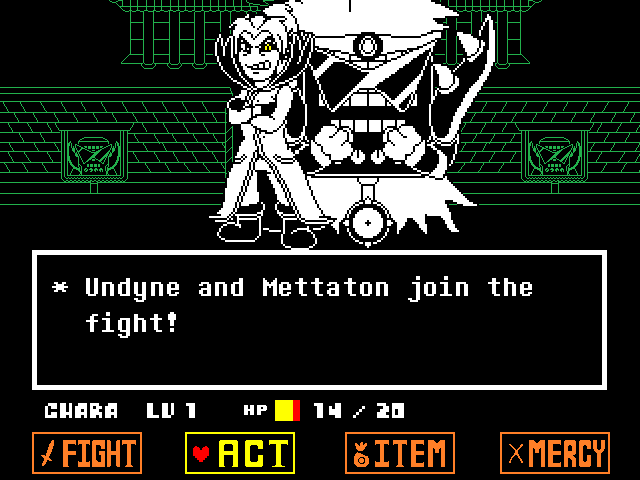 * Undyne and Mettaton join the
fight!
CHARA LV 1 HP 14 / 20
FIGHT ACT ITEM MERCY